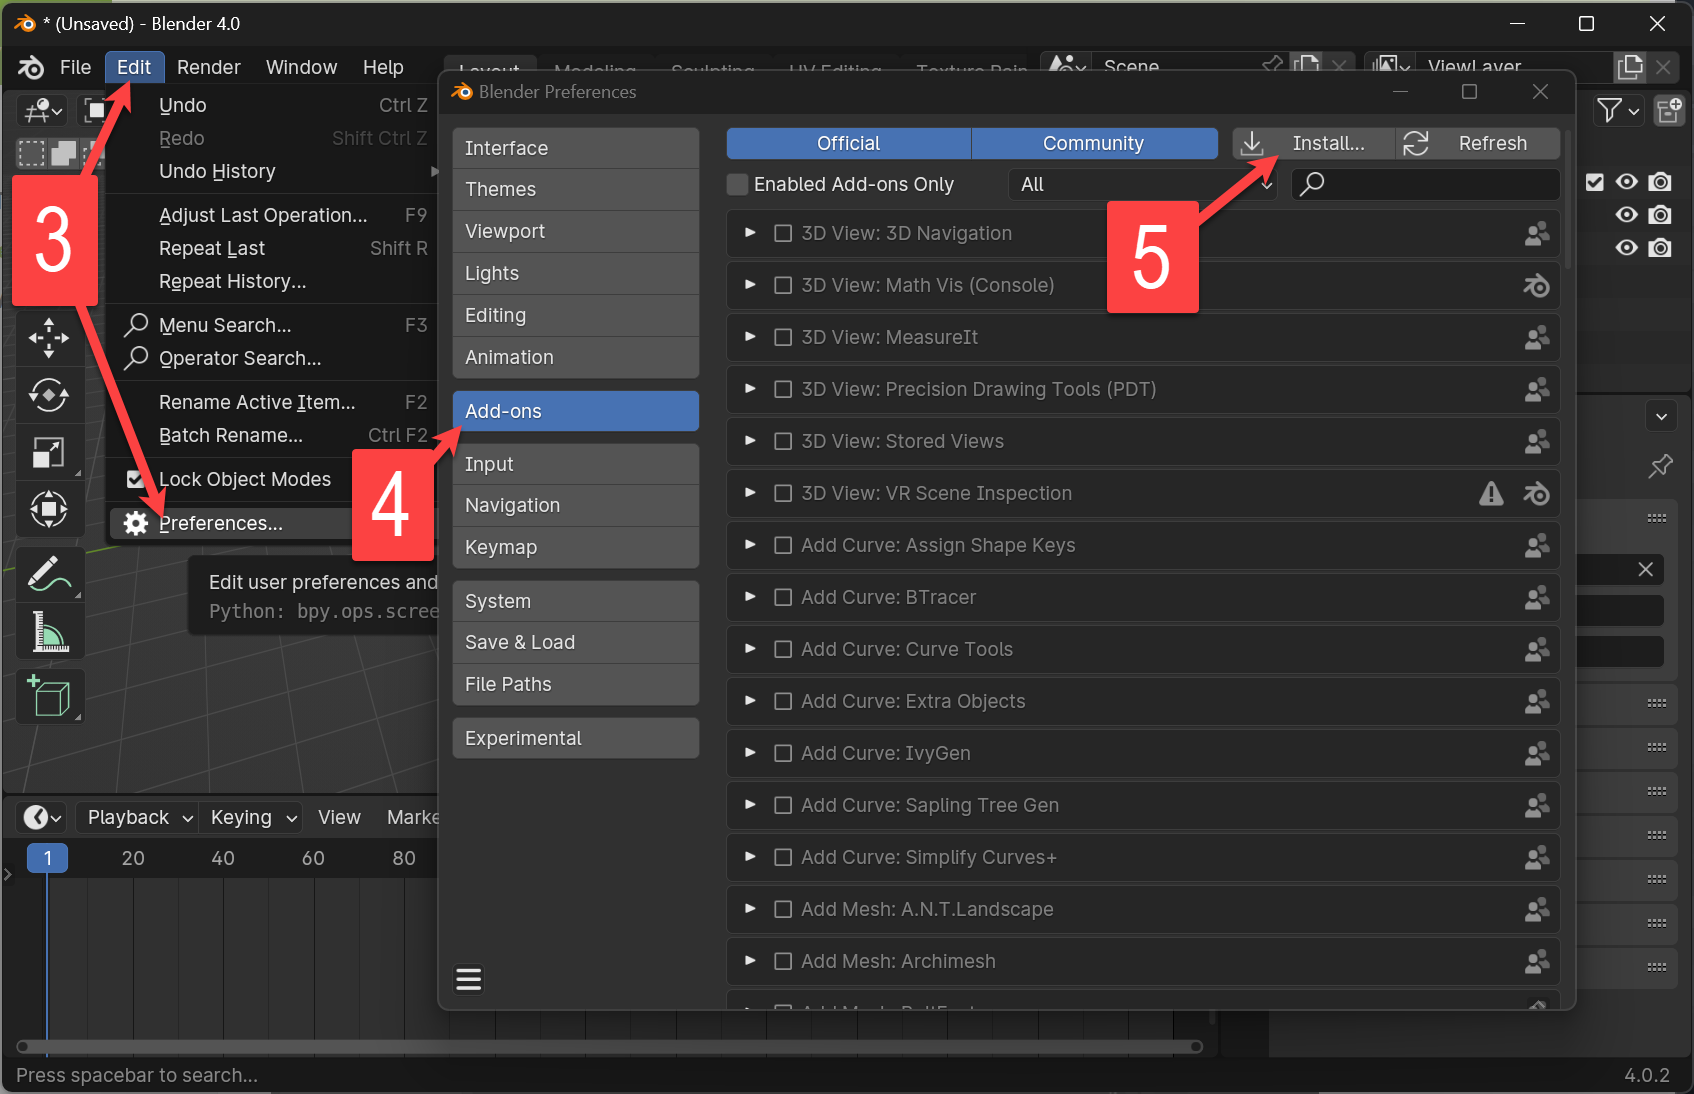 * (Unsaved) - Blender 4.0
File Edit Render Window Help Layout Modeling Sculpting UV Editing Texture Pain Scene ViewLayer
Undo Ctrl Z
Redo Shift Ctrl Z
Undo History
Adjust Last Operation... F9
Repeat Last Shift R
Repeat History...
Menu Search... F3
Operator Search...
Rename Active Item... F2
Batch Rename... Ctrl F2
Lock Object Modes
Preferences...
Edit user preferences and
Python: bpy.ops.scree
3
4
5
Blender Preferences
Interface
Themes
Viewport
Lights
Editing
Animation
Add-ons
Input
Navigation
Keymap
System
Save & Load
File Paths
Experimental
Official Community Install... Refresh
Enabled Add-ons Only All
3D View: 3D Navigation
3D View: Math Vis (Console)
3D View: MeasureIt
3D View: Precision Drawing Tools (PDT)
3D View: Stored Views
3D View: VR Scene Inspection
Add Curve: Assign Shape Keys
Add Curve: BTracer
Add Curve: Curve Tools
Add Curve: Extra Objects
Add Curve: IvyGen
Add Curve: Sapling Tree Gen
Add Curve: Simplify Curves+
Add Mesh: A.N.T.Landscape
Add Mesh: Archimesh
Playback Keying View Marke
1 20 40 60 80
Press spacebar to search... 4.0.2